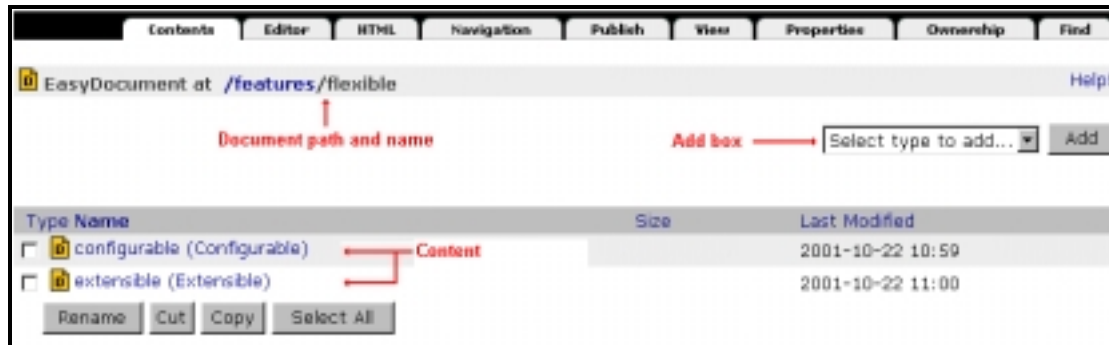 Contents Editor HTML Navigation Publish View Properties Ownership Find
EasyDocument at /features/flexible Help!
Document path and name
Add box Select type to add... Add
Type Name Size Last Modified
configurable (Configurable) Content 2001-10-22 10:59
extensible (Extensible) 2001-10-22 11:00
Rename Cut Copy Select All